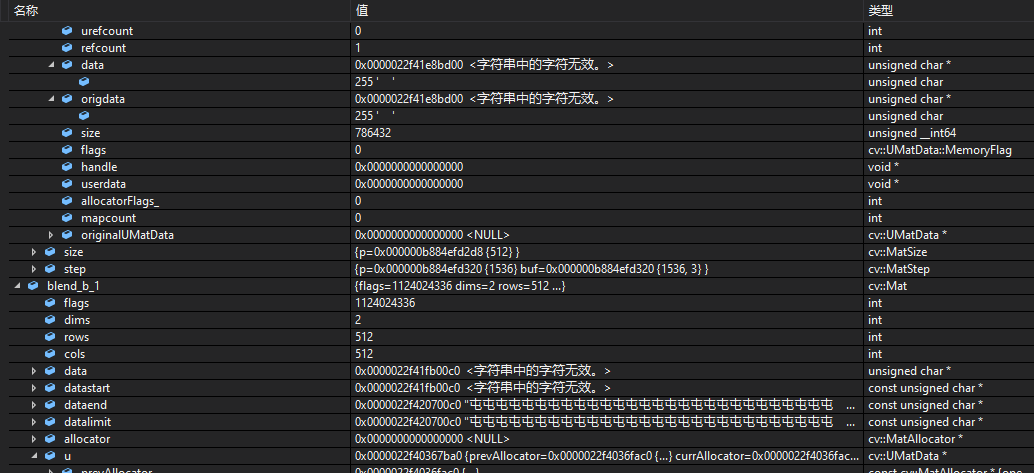 名称 值 类型
urefcount 0 int
refcount 1 int
data 0x0000022f41e8bd00 <字符串中的字符无效。> unsigned char *
255 ' ' unsigned char
origdata 0x0000022f41e8bd00 <字符串中的字符无效。> unsigned char *
255 ' ' unsigned char
size 786432 unsigned __int64
flags 0 cv::UMatData::MemoryFlag
handle 0x0000000000000000 void *
userdata 0x0000000000000000 void *
allocatorFlags_ 0 int
mapcount 0 int
originalUMatData 0x0000000000000000 <NULL> cv::UMatData *
size {p=0x000000b884efd2d8 {512} } cv::MatSize
step {p=0x000000b884efd320 {1536} buf=0x000000b884efd320 {1536, 3} } cv::MatStep
blend_b_1 {flags=1124024336 dims=2 rows=512 ...} cv::Mat
flags 1124024336 int
dims 2 int
rows 512 int
cols 512 int
data 0x0000022f41fb00c0 <字符串中的字符无效。> unsigned char *
datastart 0x0000022f41fb00c0 <字符串中的字符无效。> const unsigned char *
dataend 0x0000022f420700c0 "屯屯屯屯屯屯屯屯屯屯屯屯屯屯屯屯屯屯屯屯屯屯屯屯屯屯屯屯 ... const unsigned char *
datalimit 0x0000022f420700c0 "屯屯屯屯屯屯屯屯屯屯屯屯屯屯屯屯屯屯屯屯屯屯屯屯屯屯屯屯 ... const unsigned char *
allocator 0x0000000000000000 <NULL> cv::MatAllocator *
u 0x0000022f40367ba0 {prevAllocator=0x0000022f4036fac0 {...} currAllocator=0x0000022f4036fac... cv::UMatData *